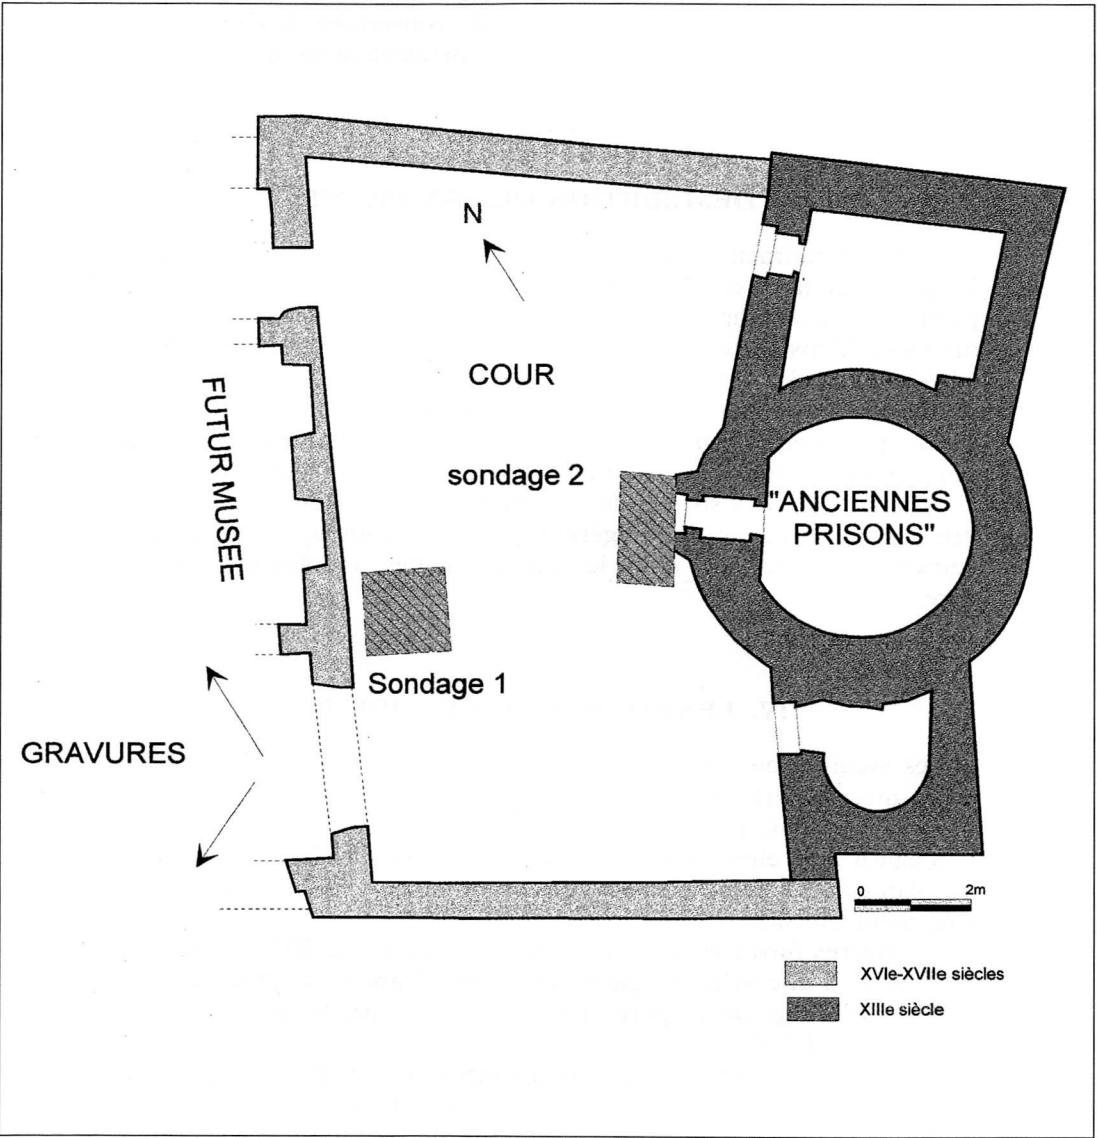 N
COUR
FUTUR MUSEE
sondage 2
"ANCIENNES
PRISONS"
Sondage 1
GRAVURES
0 2m
XVIe-XVIIe siècles
XIIIe siècle